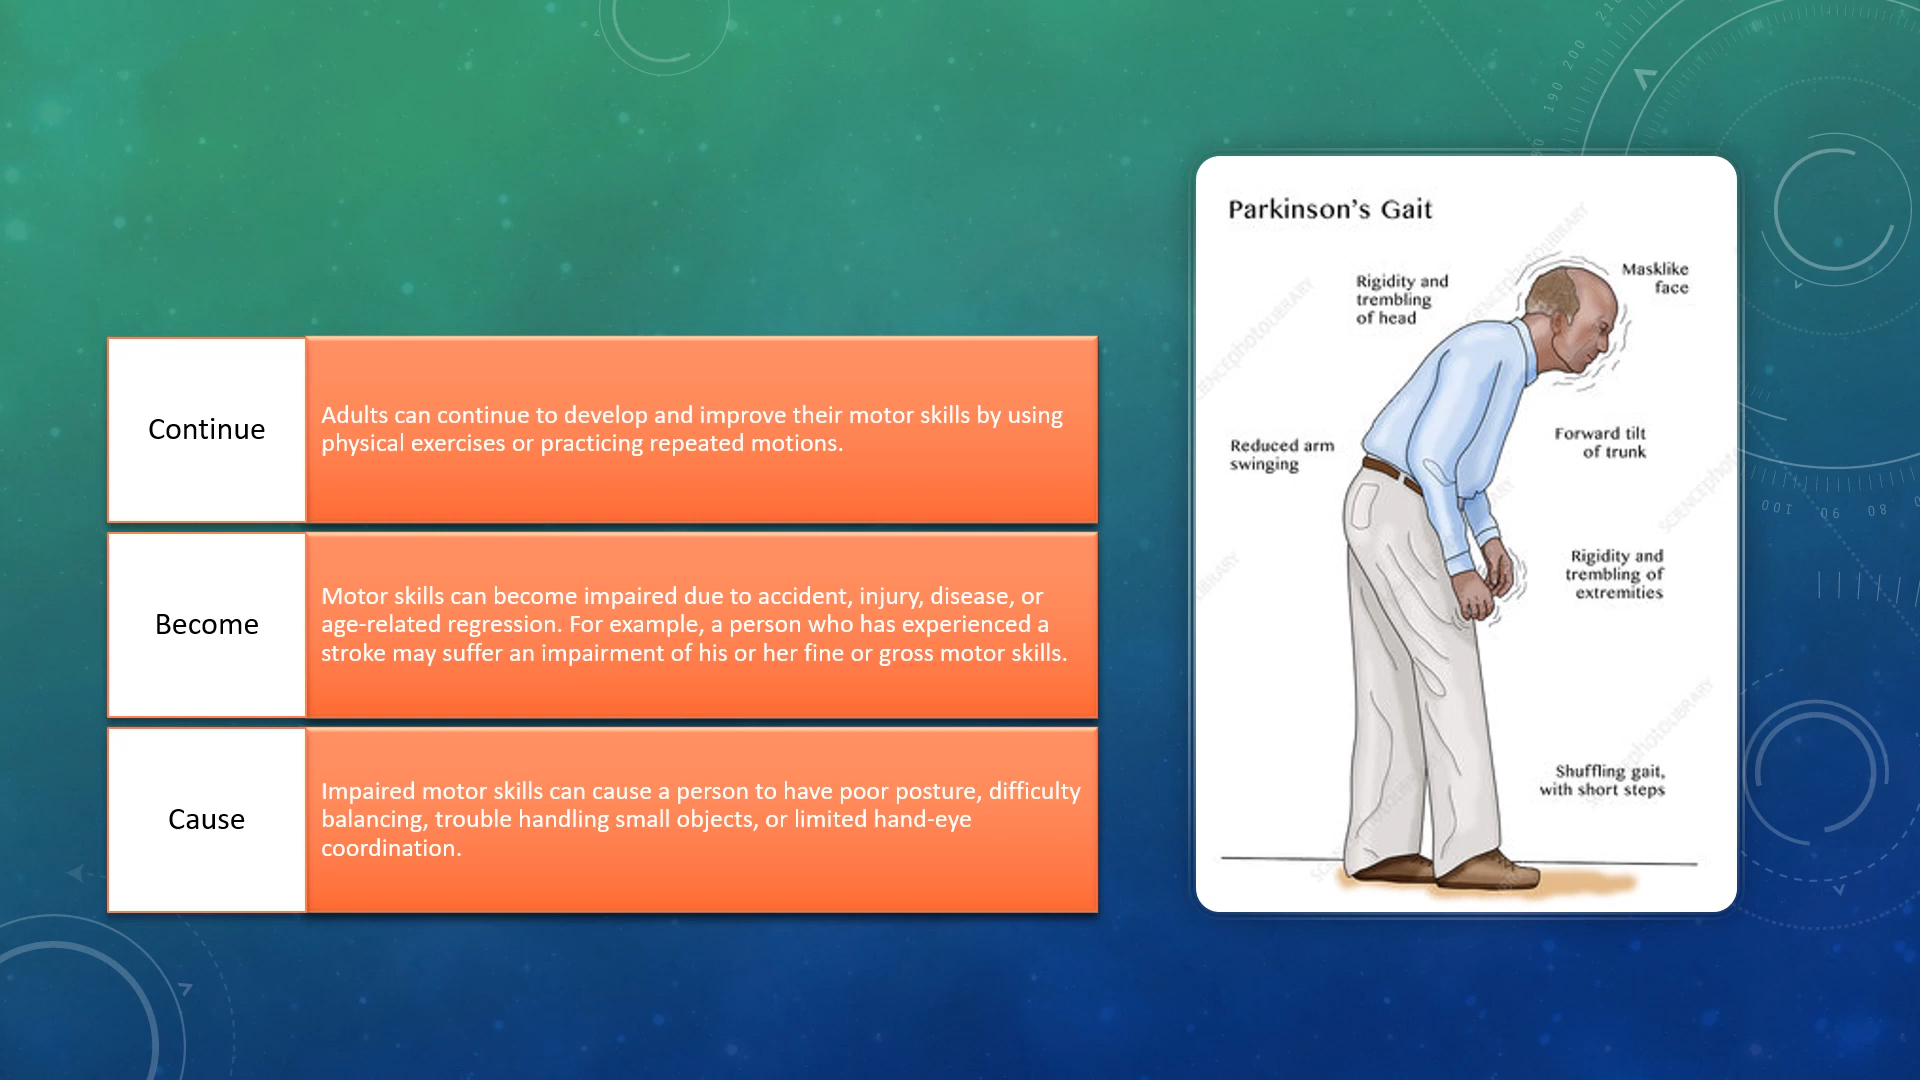 Continue
Adults can continue to develop and improve their motor skills by using
physical exercises or practicing repeated motions.
Become
Motor skills can become impaired due to accident, injury, disease, or
age-related regression. For example, a person who has experienced a
stroke may suffer an impairment of his or her fine or gross motor skills.
Cause
Impaired motor skills can cause a person to have poor posture, difficulty
balancing, trouble handling small objects, or limited hand-eye
coordination.
Parkinson's Gait
Rigidity and
trembling
of head
Masklike
face
Reduced arm
swinging
Forward tilt
of trunk
Rigidity and
trembling of
extremities
Shuffling gait,
with short steps
190 200
100 90 80